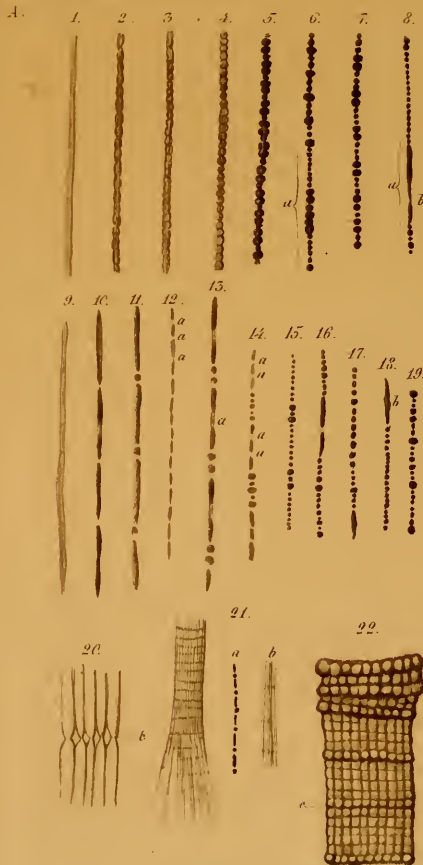 A. 1. 2. 3. 4. 5. 6. 7. 8.
a a b
9. 10. 11. 12. 13. 14. 15. 16. 17. 18. 19.
a a
a a
a a
a b
a
a
20. 21. 22.
a b
b